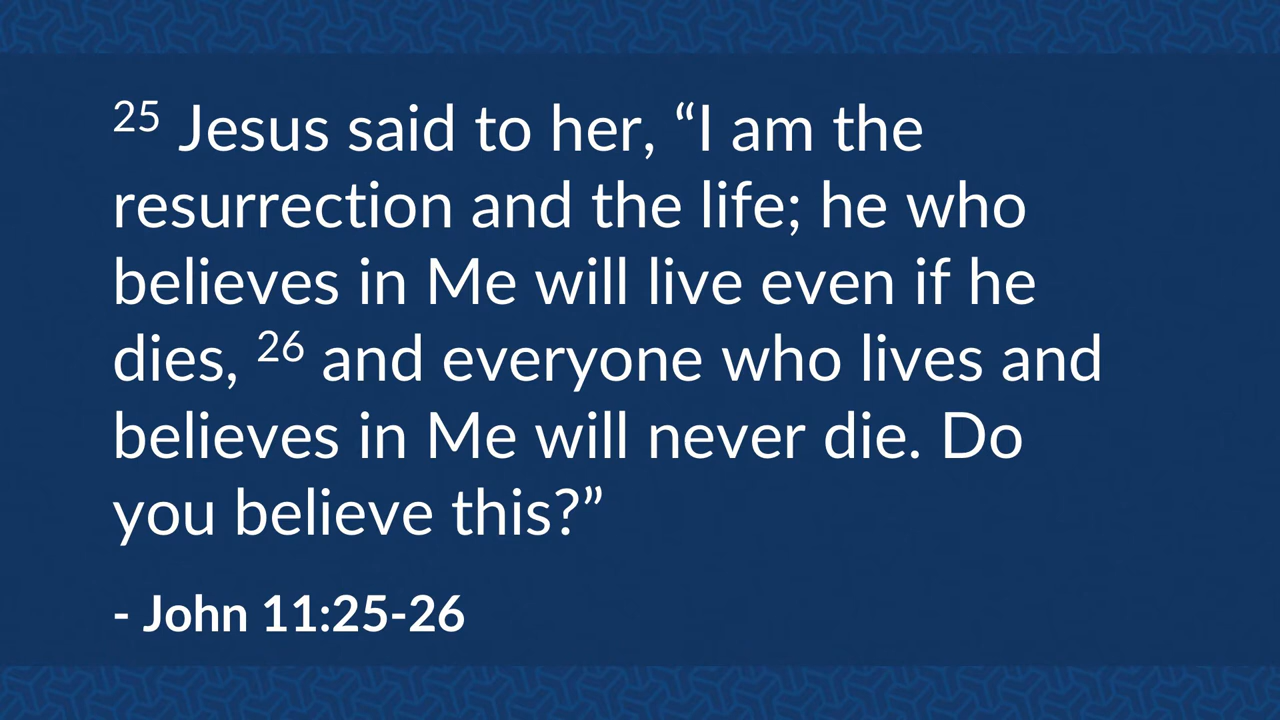 25 Jesus said to her, “I am the
resurrection and the life; he who
believes in Me will live even if he
dies, 26 and everyone who lives and
believes in Me will never die. Do
you believe this?”
- John 11:25-26